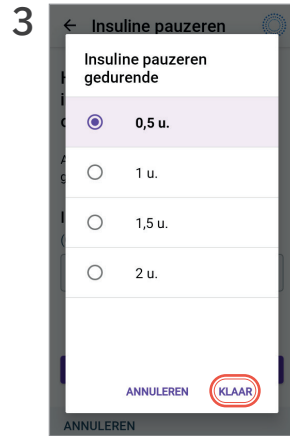 3
← Insuline pauzeren
Insuline pauzeren
gedurende
0,5 u.
1 u.
1,5 u.
2 u.
ANNULEREN KLAAR
ANNULEREN